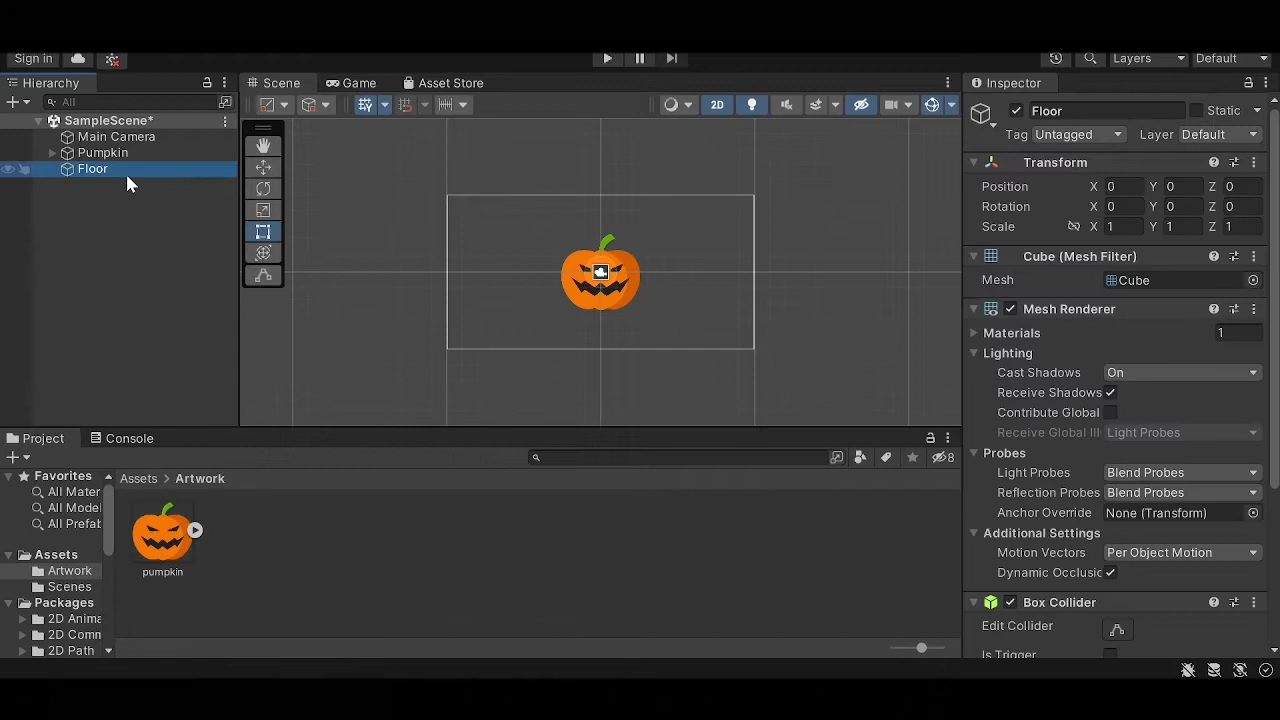 Sign in
Layers
Default
Hierarchy
Scene
Game
Asset Store
Inspector
All
2D
SampleScene*
Main Camera
Pumpkin
Floor
Floor
Static
Tag Untagged
Layer Default
Transform
Position X 0 Y 0 Z 0
Rotation X 0 Y 0 Z 0
Scale X 1 Y 1 Z 1
Cube (Mesh Filter)
Mesh Cube
Mesh Renderer
Materials 1
Lighting
Cast Shadows On
Receive Shadows
Contribute Global
Receive Global Ill Light Probes
Probes
Light Probes Blend Probes
Reflection Probes Blend Probes
Anchor Override None (Transform)
Additional Settings
Motion Vectors Per Object Motion
Dynamic Occlusic
Box Collider
Edit Collider
Is Trigger
Project
Console
8
Favorites
All Mater
All Model
All Prefab
Assets
Artwork
Scenes
Packages
2D Anima
2D Comn
2D Path
Assets
Artwork
pumpkin